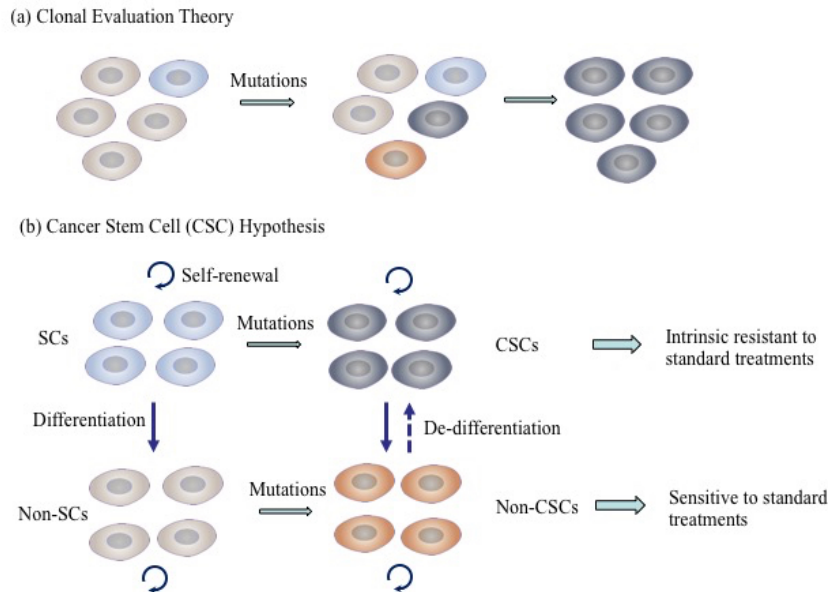 (a) Clonal Evaluation Theory
Mutations
(b) Cancer Stem Cell (CSC) Hypothesis
Self-renewal
SCs
Mutations
CSCs
Intrinsic resistant to
standard treatments
Differentiation
De-differentiation
Non-SCs
Mutations
Non-CSCs
Sensitive to standard
treatments